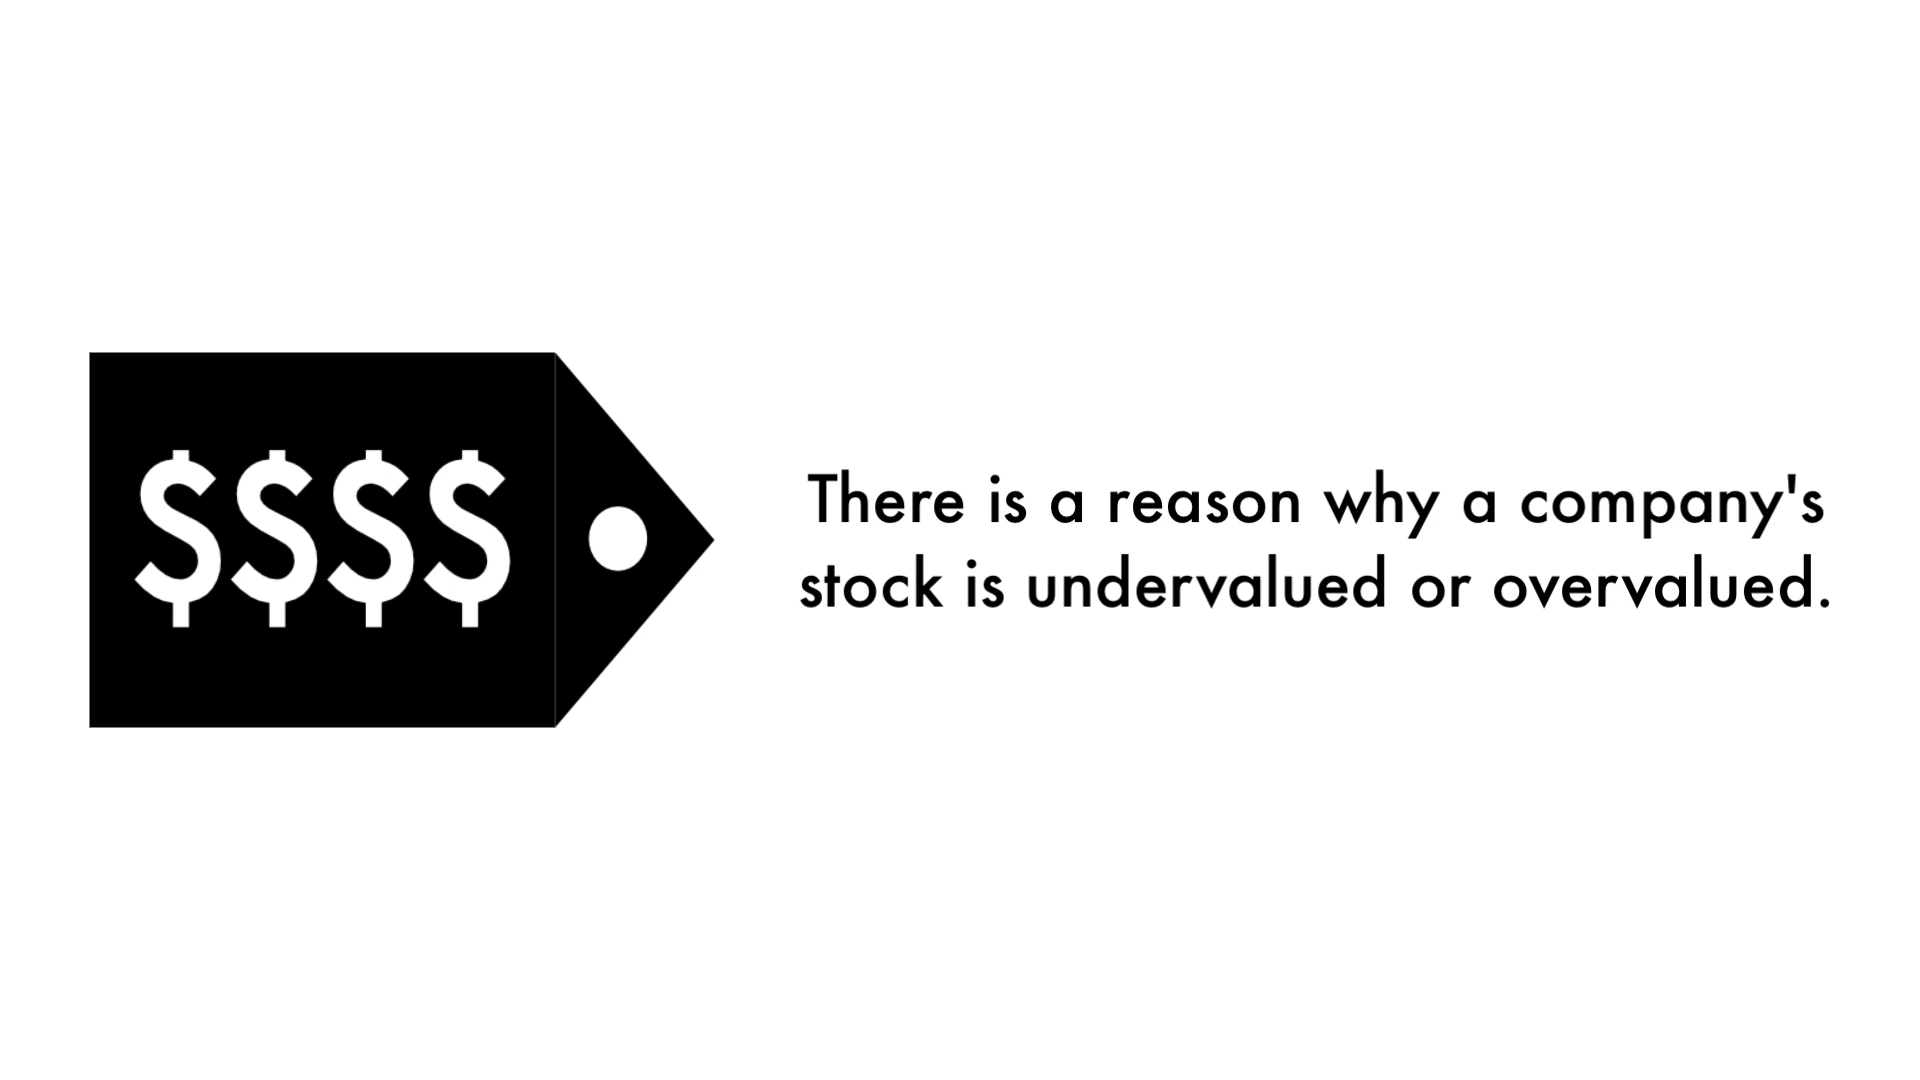 $$$$
There is a reason why a company's
stock is undervalued or overvalued.